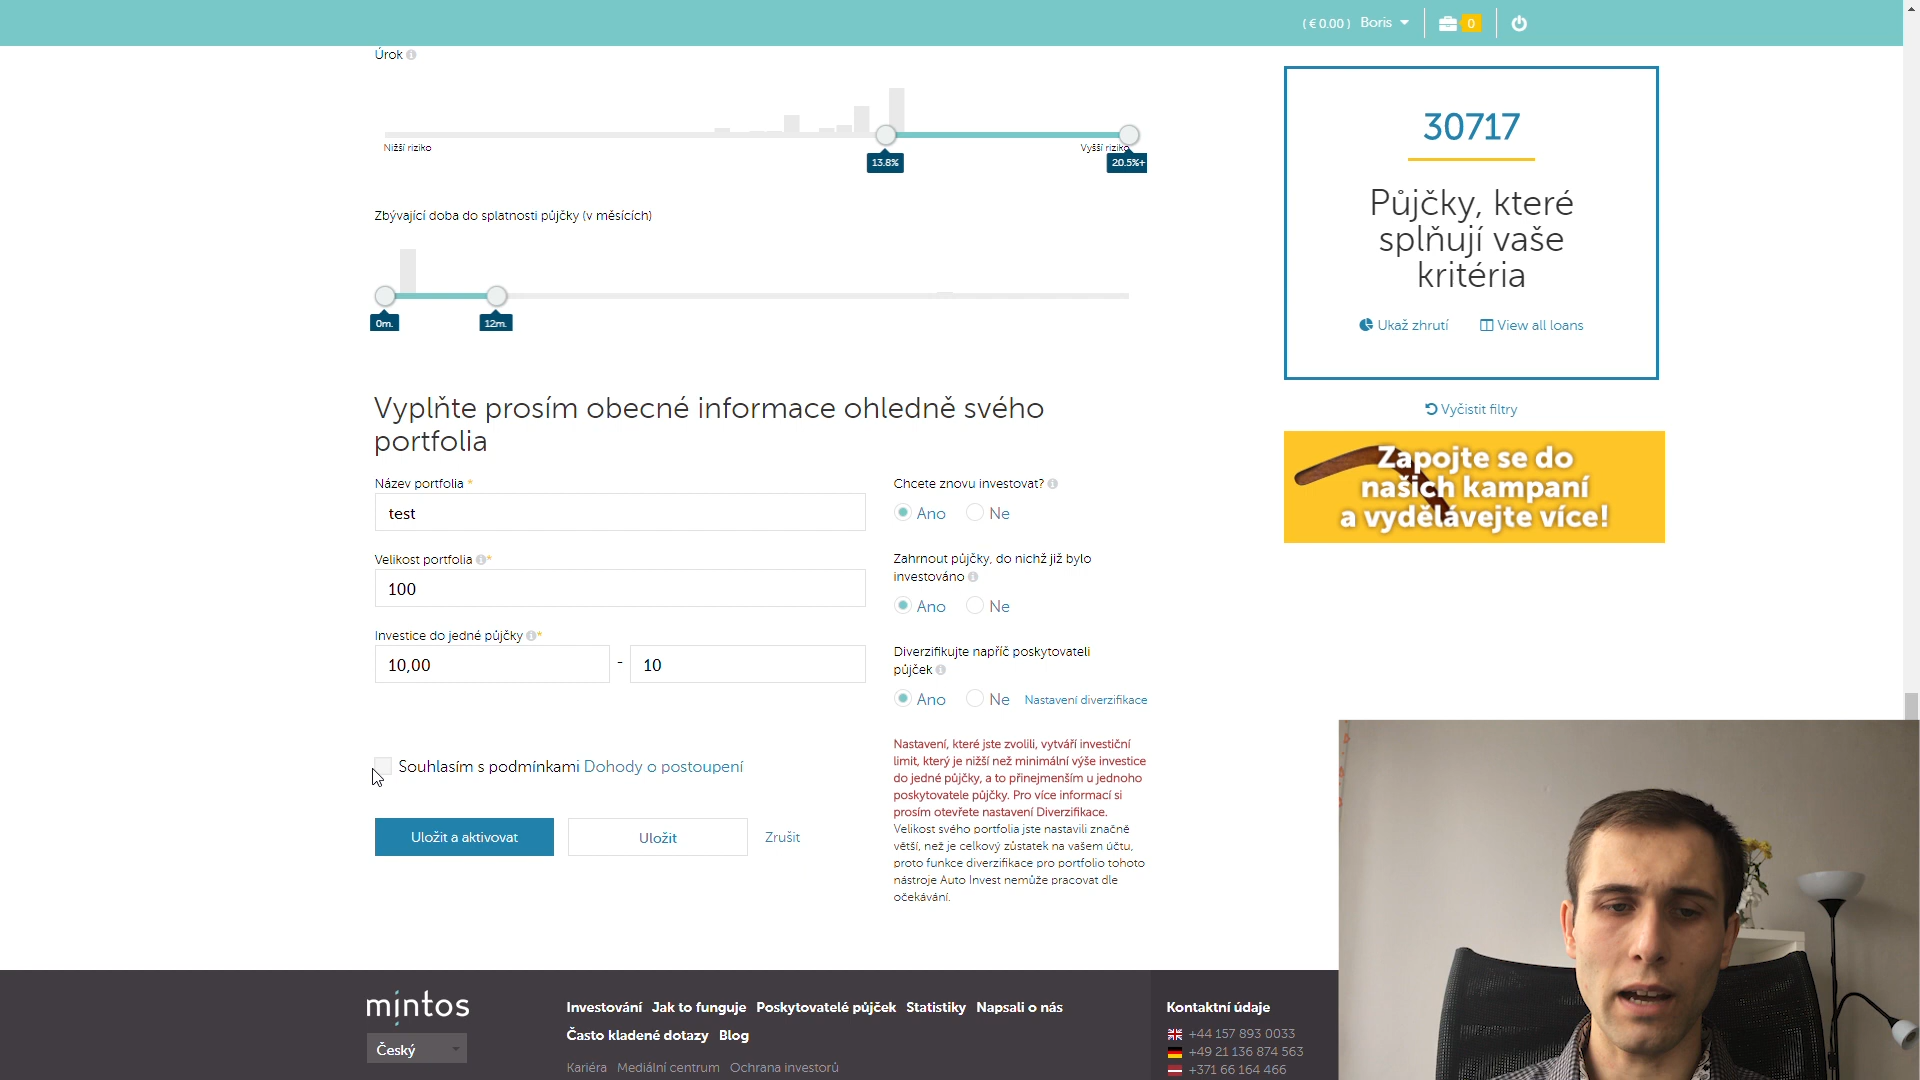 ( € 0.00 ) Boris 0
Úrok
Nižší riziko Vyšší riziko
13.8% 20.5%+
Zbývající doba do splatnosti půjčky (v měsících)
0m. 12m.
Vyplňte prosím obecné informace ohledně svého
portfolia
Název portfolia *
test
Velikost portfolia *
100
Investice do jedné půjčky *
10,00 - 10
Souhlasím s podmínkami Dohody o postoupení
Uložit a aktivovat Uložit Zrušit
Chcete znovu investovat?
Ano Ne
Zahrnout půjčky, do nichž již bylo
investováno
Ano Ne
Diverzifikujte napříč poskytovateli
půjček
Ano Ne Nastavení diverzifikace
Nastavení, které jste zvolili, vytváří investiční
limit, který je nižší než minimální výše investice
do jedné půjčky, a to přinejmenším u jednoho
poskytovatele půjčky. Pro více informací si
prosím otevřete nastavení Diverzifikace.
Velikost svého portfolia jste nastavili značně
větší, než je celkový zůstatek na vašem účtu,
proto funkce diverzifikace pro portfolio tohoto
nástroje Auto Invest nemůže pracovat dle
očekávání.
30717
Půjčky, které
splňují vaše
kritéria
Ukaž zhrutí View all loans
Vyčistit filtry
Zapojte se do
našich kampaní
a vydělávejte více!
mintos
Český
Investování Jak to funguje Poskytovatelé půjček Statistiky Napsali o nás
Často kladené dotazy Blog
Kariéra Mediální centrum Ochrana investorů
Kontaktní údaje
+44 157 893 0033
+49 21 136 874 563
+371 66 164 466